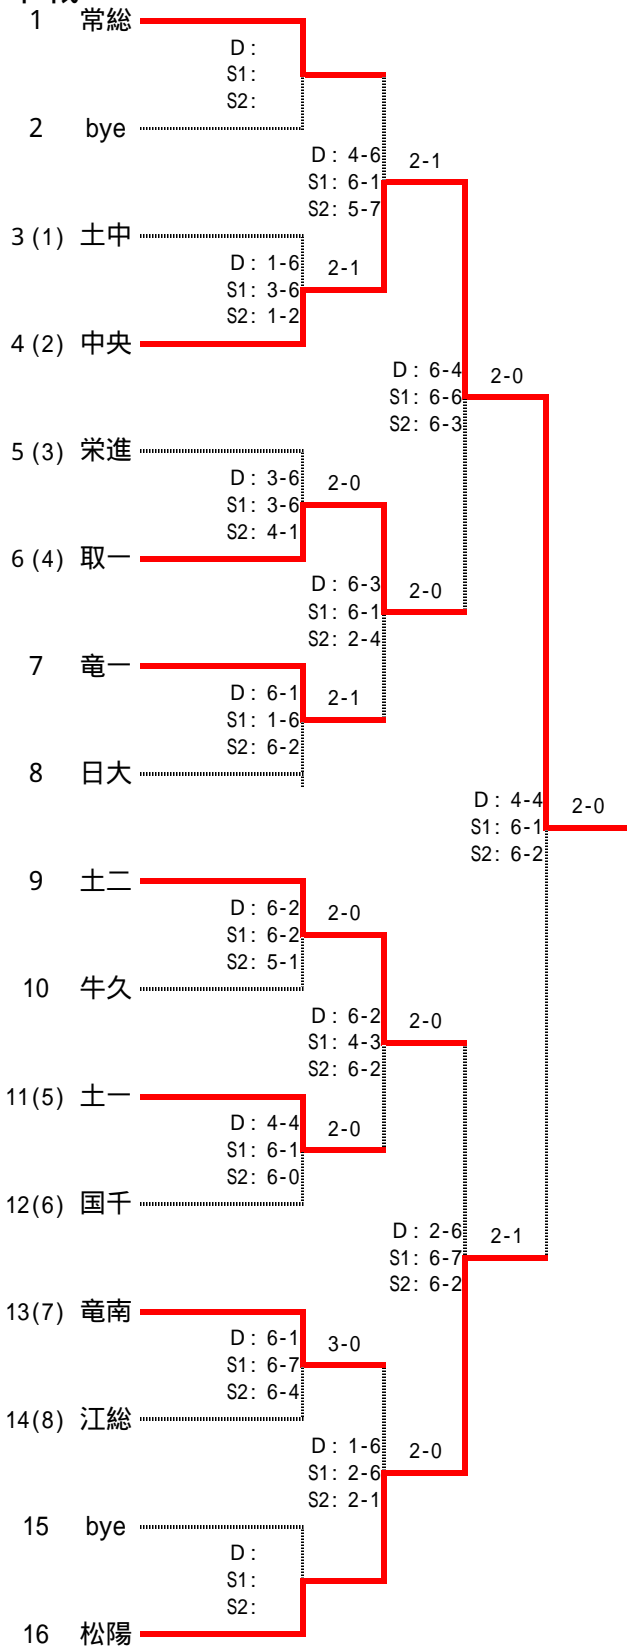 1 常総
D :
S1:
S2:
2 bye
D : 4-6 2-1
S1: 6-1
S2: 5-7
3 (1) 土中
D : 1-6 2-1
S1: 3-6
S2: 1-2
4 (2) 中央
D : 6-4 2-0
S1: 6-6
S2: 6-3
5 (3) 栄進
D : 3-6 2-0
S1: 3-6
S2: 4-1
6 (4) 取一
D : 6-3 2-0
S1: 6-1
S2: 2-4
7 竜一
D : 6-1 2-1
S1: 1-6
S2: 6-2
8 日大
D : 4-4 2-0
S1: 6-1
S2: 6-2
9 土二
D : 6-2 2-0
S1: 6-2
S2: 5-1
10 牛久
D : 6-2 2-0
S1: 4-3
S2: 6-2
11(5) 土一
D : 4-4 2-0
S1: 6-1
S2: 6-0
12(6) 国千
D : 2-6 2-1
S1: 6-7
S2: 6-2
13(7) 竜南
D : 6-1 3-0
S1: 6-7
S2: 6-4
14(8) 江総
D : 1-6 2-0
S1: 2-6
S2: 2-1
15 bye
D :
S1:
S2:
16 松陽